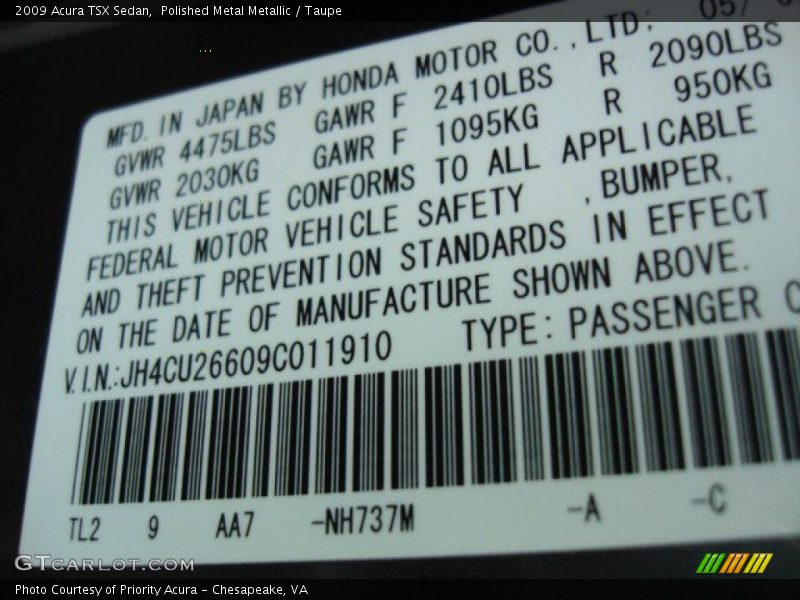 2009 Acura TSX Sedan,  Polished Metal Metallic / Taupe
MFD. IN JAPAN BY HONDA MOTOR CO.,LTD; 05/
GVWR 4475LBS GAWR F 2410LBS R 2090LBS
GVWR 2030KG GAWR F 1095KG R 950KG
THIS VEHICLE CONFORMS TO ALL APPLICABLE
FEDERAL MOTOR VEHICLE SAFETY ,BUMPER,
AND THEFT PREVENTION STANDARDS IN EFFECT
ON THE DATE OF MANUFACTURE SHOWN ABOVE.
V.I.N.:JH4CU26609C011910 TYPE: PASSENGER C
TL2 9 AA7 -NH737M -A -C
GTCARLOT.COM
Photo Courtesy of Priority Acura - Chesapeake, VA